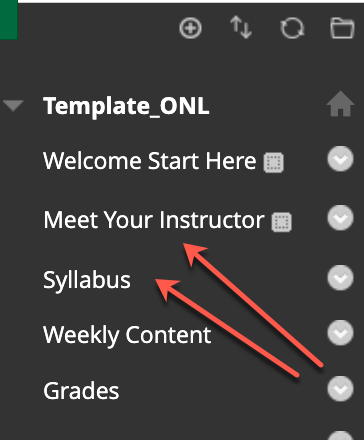 Template_ONL
Welcome Start Here
Meet Your Instructor
Syllabus
Weekly Content
Grades